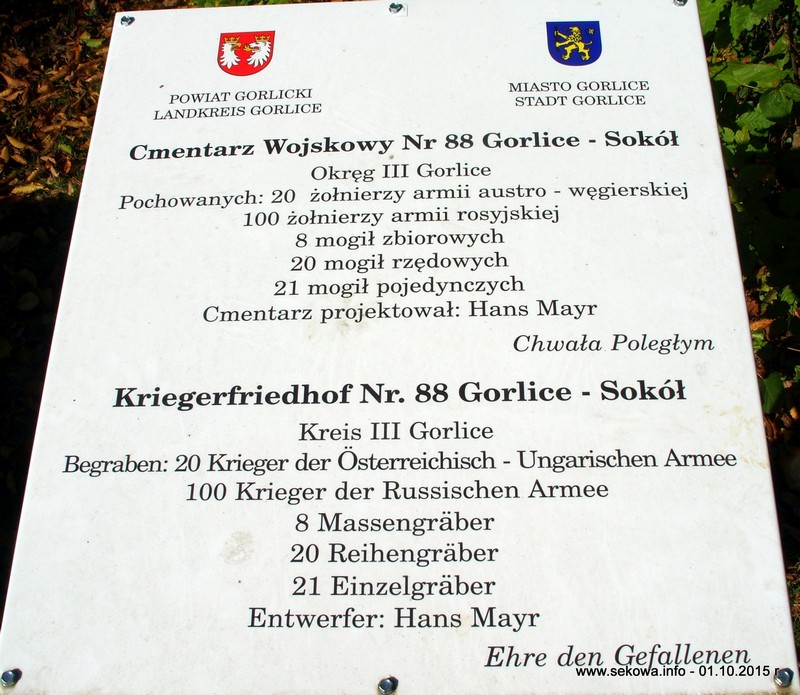 POWIAT GORLICKI
LANDKREIS GORLICE
MIASTO GORLICE
STADT GORLICE
Cmentarz Wojskowy Nr 88 Gorlice - Sokół
Okręg III Gorlice
Pochowanych: 20 żołnierzy armii austro - węgierskiej
100 żołnierzy armii rosyjskiej
8 mogił zbiorowych
20 mogił rzędowych
21 mogił pojedynczych
Cmentarz projektował: Hans Mayr
Chwała Poległym
Kriegerfriedhof Nr. 88 Gorlice - Sokół
Kreis III Gorlice
Begraben: 20 Krieger der Österreichisch - Ungarischen Armee
100 Krieger der Russischen Armee
8 Massengräber
20 Reihengräber
21 Einzelgräber
Entwerfer: Hans Mayr
Ehre den Gefallenen
www.sekowa.info - 01.10.2015 r